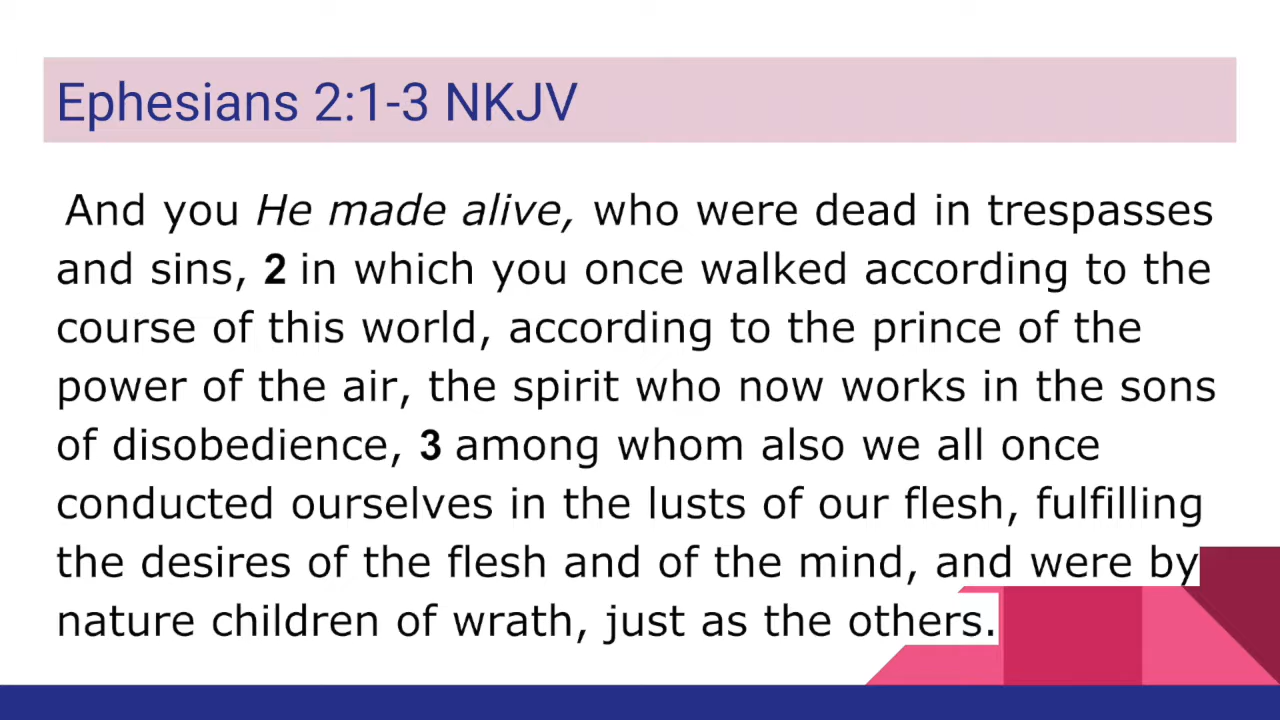 Ephesians 2:1-3 NKJV
And you He made alive, who were dead in trespasses
and sins, 2 in which you once walked according to the
course of this world, according to the prince of the
power of the air, the spirit who now works in the sons
of disobedience, 3 among whom also we all once
conducted ourselves in the lusts of our flesh, fulfilling
the desires of the flesh and of the mind, and were by
nature children of wrath, just as the others.